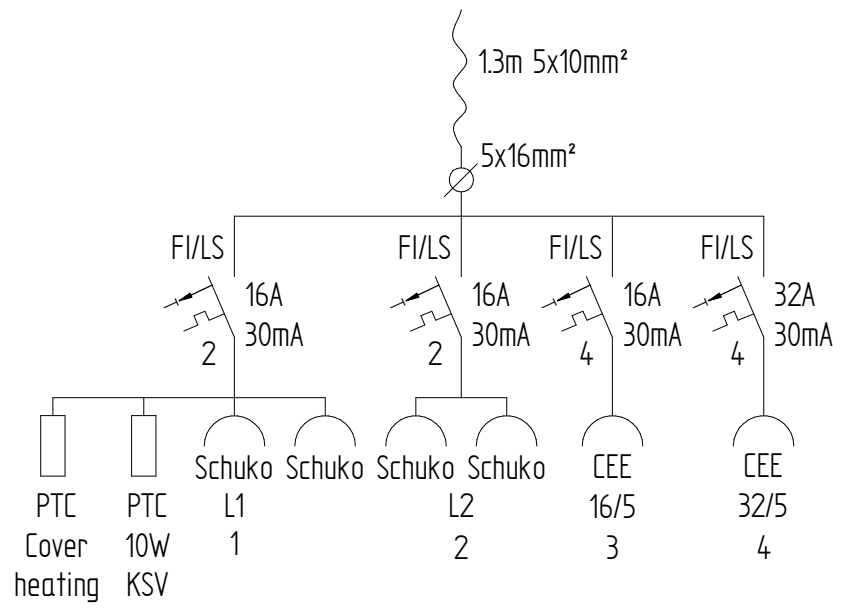 1.3m 5x10mm²
5x16mm²
FI/LS FI/LS FI/LS FI/LS
16A 16A 16A 32A
30mA 30mA 30mA 30mA
2 2 4 4
Schuko Schuko Schuko Schuko CEE CEE
PTC PTC L1 L2 16/5 32/5
Cover 10W 1 2 3 4
heating KSV